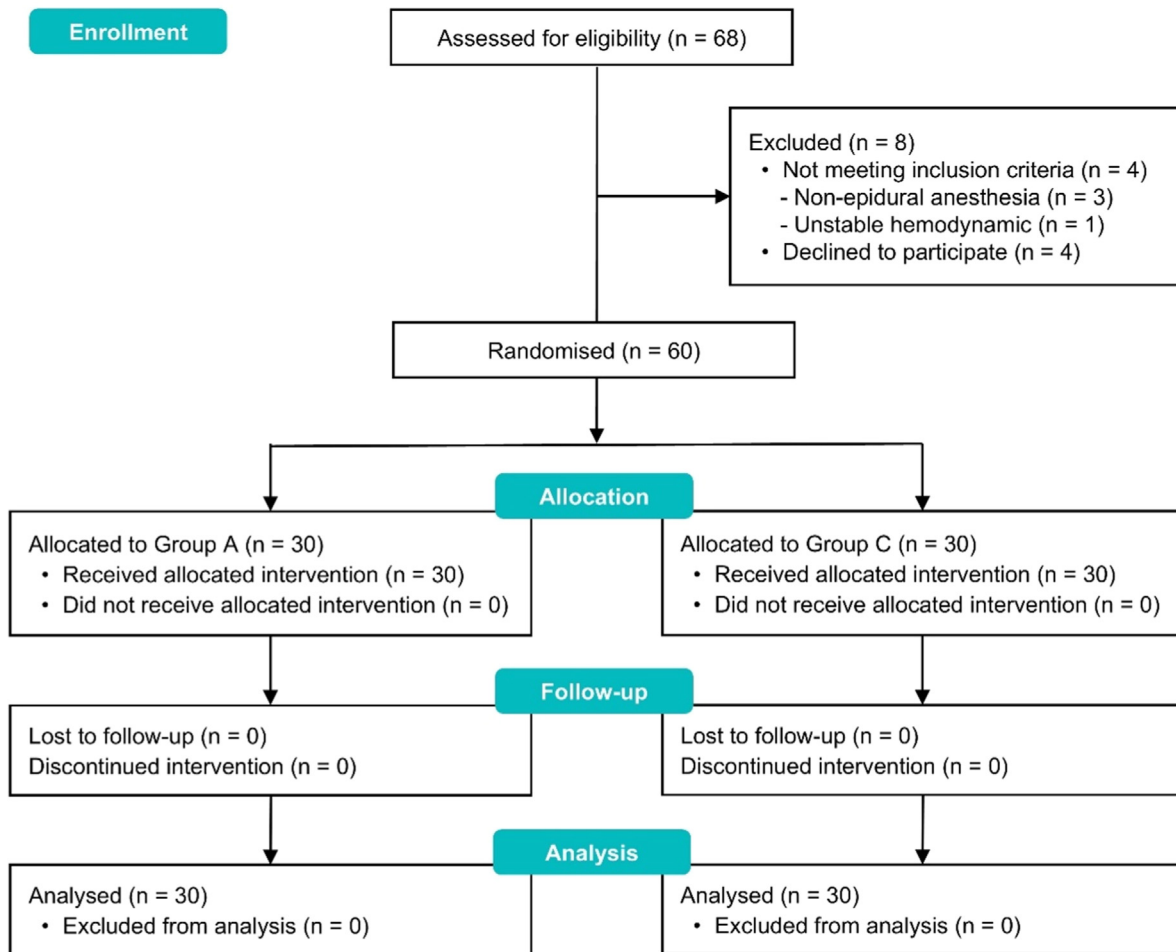 Enrollment
Assessed for eligibility (n = 68)
Excluded (n = 8)
• Not meeting inclusion criteria (n = 4)
- Non-epidural anesthesia (n = 3)
- Unstable hemodynamic (n = 1)
• Declined to participate (n = 4)
Randomised (n = 60)
Allocation
Allocated to Group A (n = 30)
• Received allocated intervention (n = 30)
• Did not receive allocated intervention (n = 0)
Allocated to Group C (n = 30)
• Received allocated intervention (n = 30)
• Did not receive allocated intervention (n = 0)
Follow-up
Lost to follow-up (n = 0)
Discontinued intervention (n = 0)
Lost to follow-up (n = 0)
Discontinued intervention (n = 0)
Analysis
Analysed (n = 30)
• Excluded from analysis (n = 0)
Analysed (n = 30)
• Excluded from analysis (n = 0)